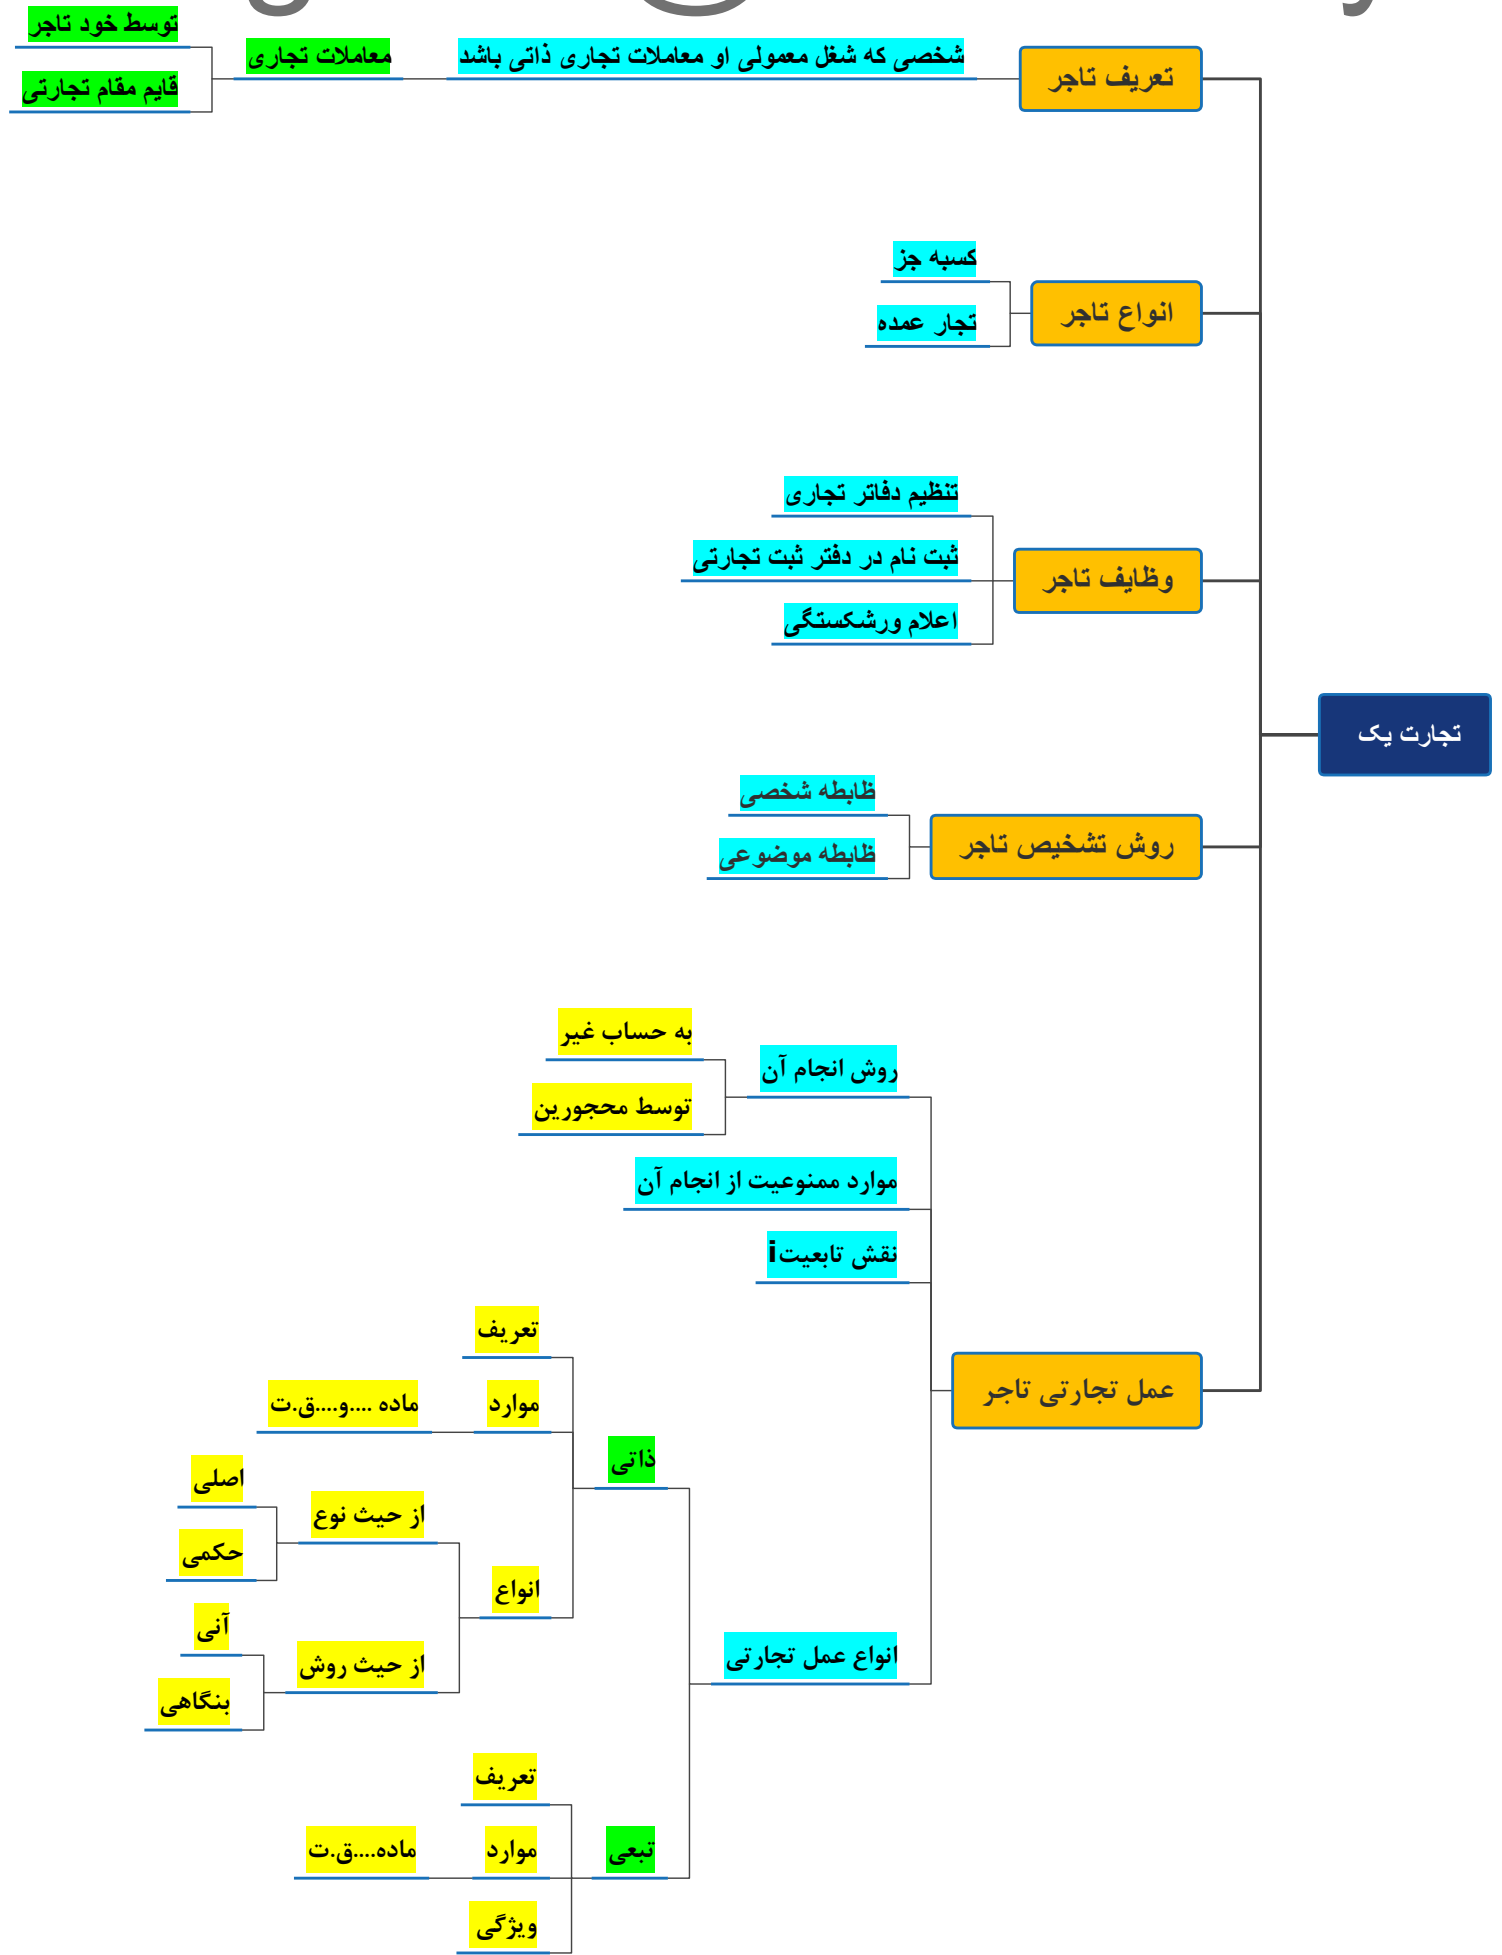 تجارت یک
تعریف تاجر
شخصی که شغل معمولی او معاملات تجاری ذاتی باشد
معاملات تجاری
توسط خود تاجر
قایم مقام تجارتی
انواع تاجر
کسبه جز
تجار عمده
وظایف تاجر
تنظیم دفاتر تجاری
ثبت نام در دفتر ثبت تجارتی
اعلام ورشکستگی
روش تشخیص تاجر
ظابطه شخصی
ظابطه موضوعی
عمل تجارتی تاجر
روش انجام آن
به حساب غیر
توسط محجورین
موارد ممنوعیت از انجام آن
نقش تابعیتi
انواع عمل تجارتی
ذاتی
تعریف
موارد
ماده ....و....ق.ت
انواع
از حیث نوع
اصلی
حکمی
از حیث روش
آنی
بنگاهی
تبعی
تعریف
موارد
ماده....ق.ت
ویژگی